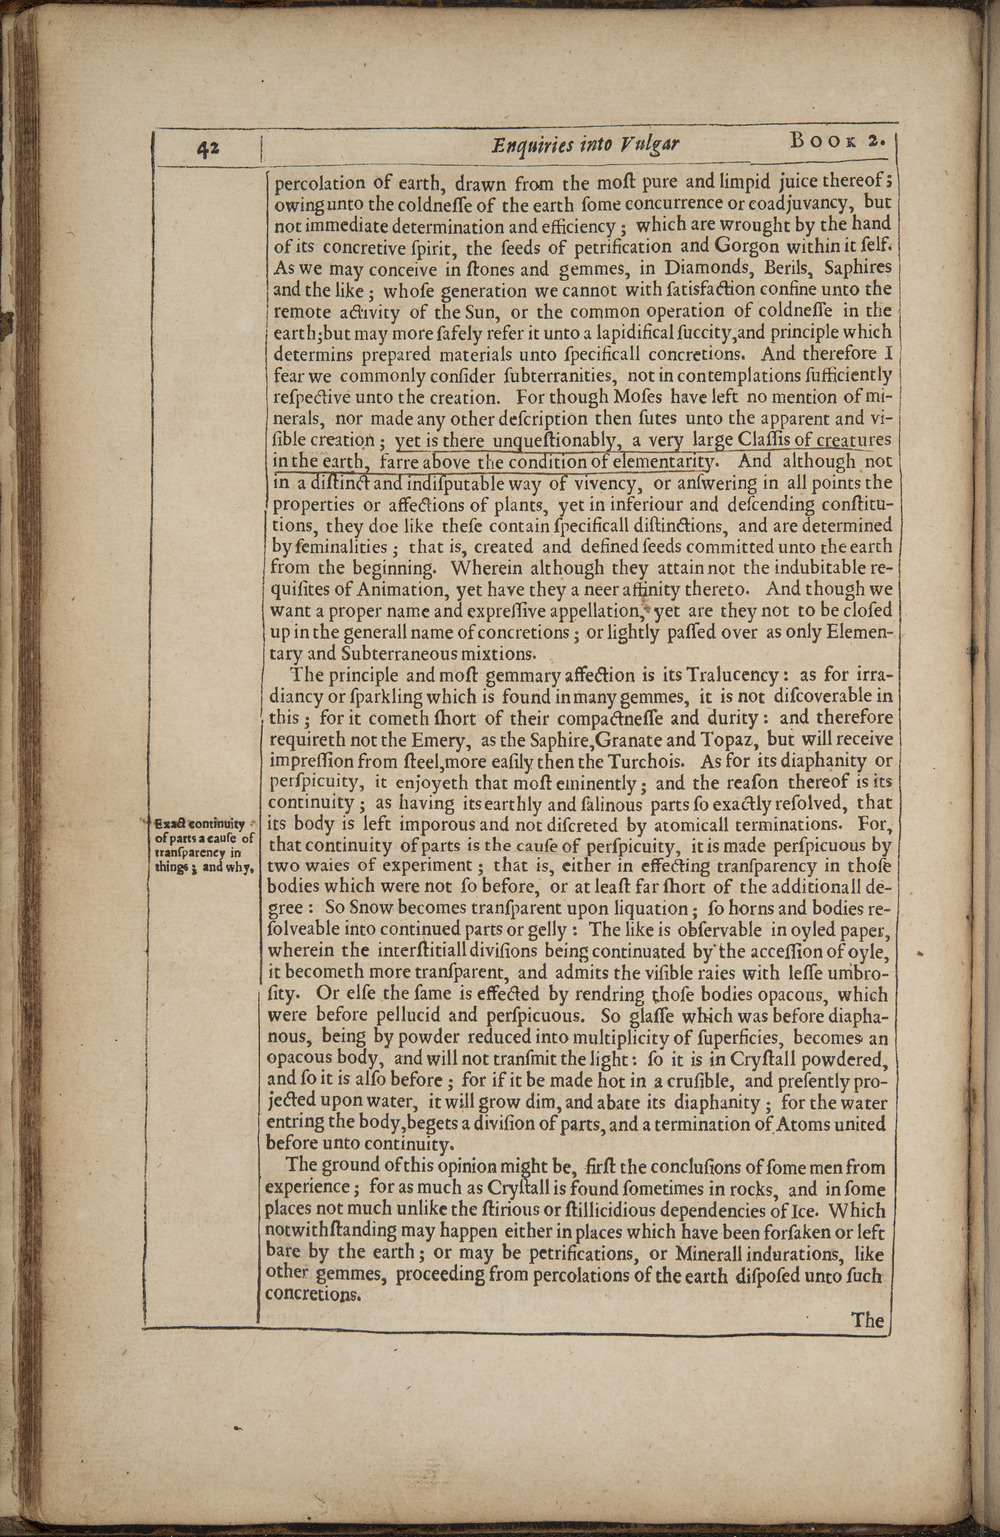 42
Enquiries into Vulgar
Book 2.
percolation of earth, drawn from the moſt pure and limpid juice thereof;
owing unto the coldneſſe of the earth ſome concurrence or coadjuvancy, but
not immediate determination and efficiency; which are wrought by the hand
of its concretive ſpirit, the ſeeds of petrification and Gorgon within it ſelf.
As we may conceive in ſtones and gemmes, in Diamonds, Berils, Saphires
and the like; whoſe generation we cannot with ſatisfaction confine unto the
remote activity of the Sun, or the common operation of coldneſſe in the
earth; but may more ſafely refer it unto a lapidifical ſuccity, and principle which
determins prepared materials unto ſpecificall concretions. And therefore I
fear we commonly conſider ſubterranities, not in contemplations ſufficiently
reſpective unto the creation. For though Moſes have left no mention of mi-
nerals, nor made any other deſcription then ſutes unto the apparent and vi-
ſible creation; yet is there unqueſtionably, a very large Claſſis of creatures
in the earth, farre above the condition of elementarity. And although not
in a diſtinct and indiſputable way of vivency, or anſwering in all points the
properties or affections of plants, yet in inferiour and deſcending conſtitu-
tions, they doe like theſe contain ſpecificall diſtinctions, and are determined
by ſeminalities; that is, created and defined ſeeds committed unto the earth
from the beginning. Wherein although they attain not the indubitable re-
quiſites of Animation, yet have they a neer affinity thereto. And though we
want a proper name and expreſſive appellation, yet are they not to be cloſed
up in the generall name of concretions; or lightly paſſed over as only Elemen-
tary and Subterraneous mixtions.
The principle and moſt gemmary affection is its Tralucency: as for irra-
diancy or ſparkling which is found in many gemmes, it is not diſcoverable in
this; for it cometh ſhort of their compactneſſe and durity: and therefore
requireth not the Emery, as the Saphire, Granate and Topaz, but will receive
impreſſion from ſteel, more eaſily then the Turchois. As for its diaphanity or
perſpicuity, it enjoyeth that moſt eminently; and the reaſon thereof is its
continuity; as having its earthly and ſalinous parts ſo exactly reſolved, that
its body is left imporous and not diſcreted by atomicall terminations. For,
that continuity of parts is the cauſe of perſpicuity, it is made perſpicuous by
two waies of experiment; that is, either in effecting tranſparency in thoſe
bodies which were not ſo before, or at leaſt far ſhort of the additionall de-
gree: So Snow becomes tranſparent upon liquation; ſo horns and bodies re-
ſolveable into continued parts or gelly: The like is obſervable in oyled paper,
wherein the interſtitiall diviſions being continuated by the acceſſion of oyle,
it becometh more tranſparent, and admits the viſible raies with leſſe umbro-
ſity. Or elſe the ſame is effected by rendring thoſe bodies opacous, which
were before pellucid and perſpicuous. So glaſſe which was before diapha-
nous, being by powder reduced into multiplicity of ſuperficies, becomes an
opacous body, and will not tranſmit the light: ſo it is in Cryſtall powdered,
and ſo it is alſo before; for if it be made hot in a cruſible, and preſently pro-
jected upon water, it will grow dim, and abate its diaphanity; for the water
entring the body, begets a diviſion of parts, and a termination of Atoms united
before unto continuity.
The ground of this opinion might be, firſt the concluſions of ſome men from
experience; for as much as Cryſtall is found ſometimes in rocks, and in ſome
places not much unlike the ſtirious or ſtillicidious dependencies of Ice. Which
notwithſtanding may happen either in places which have been forſaken or left
bare by the earth; or may be petrifications, or Minerall indurations, like
other gemmes, proceeding from percolations of the earth diſpoſed unto ſuch
concretions.
The
Exact continuity
of parts a cauſe of
tranſparency in
things; and why,